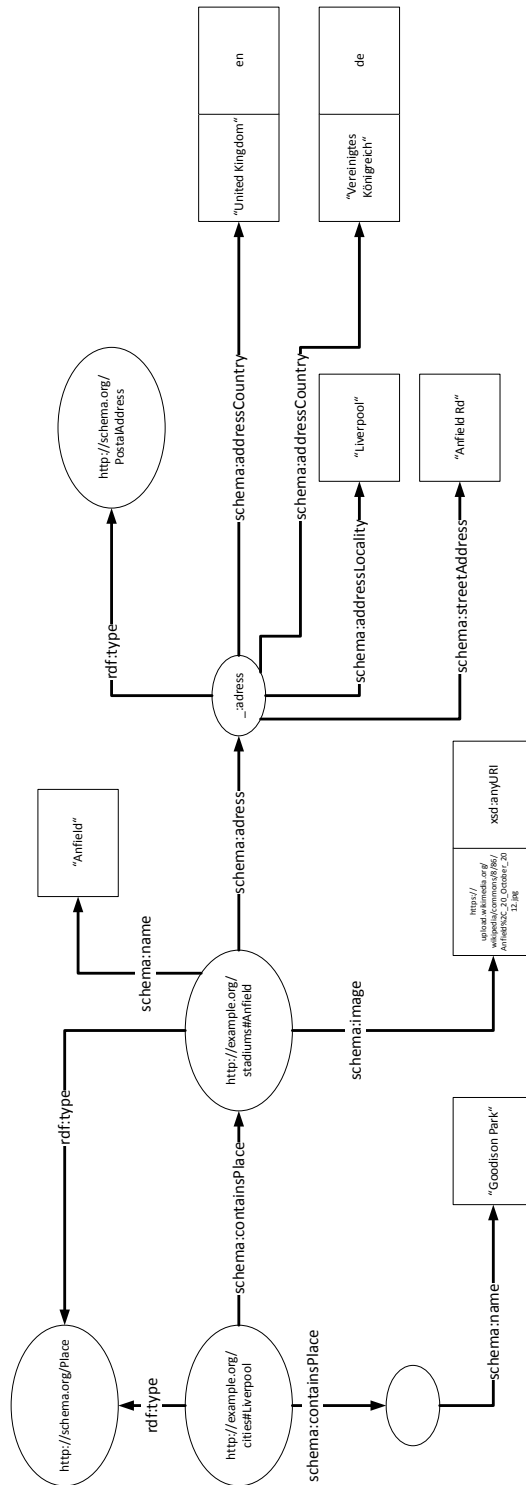 http://schema.org/Place
rdf:type
"Anfield"
schema:name
rdf:type
http://schema.org/
PostalAddress
rdf:type
http://example.org/
cities#Liverpool
schema:containsPlace
http://example.org/
stadiums#Anfield
schema:adress
_:adress
schema:addressCountry
"United Kingdom"
en
schema:addressCountry
"Vereinigtes
Königreich"
de
schema:containsPlace
schema:image
schema:addressLocality
"Liverpool"
schema:name
"Goodison Park"
https://
upload.wikimedia.org/
wikipedia/commons/8/86/
Anfield%2C_20_October_20
12.jpg
xsd:anyURI
schema:streetAddress
"Anfield Rd"